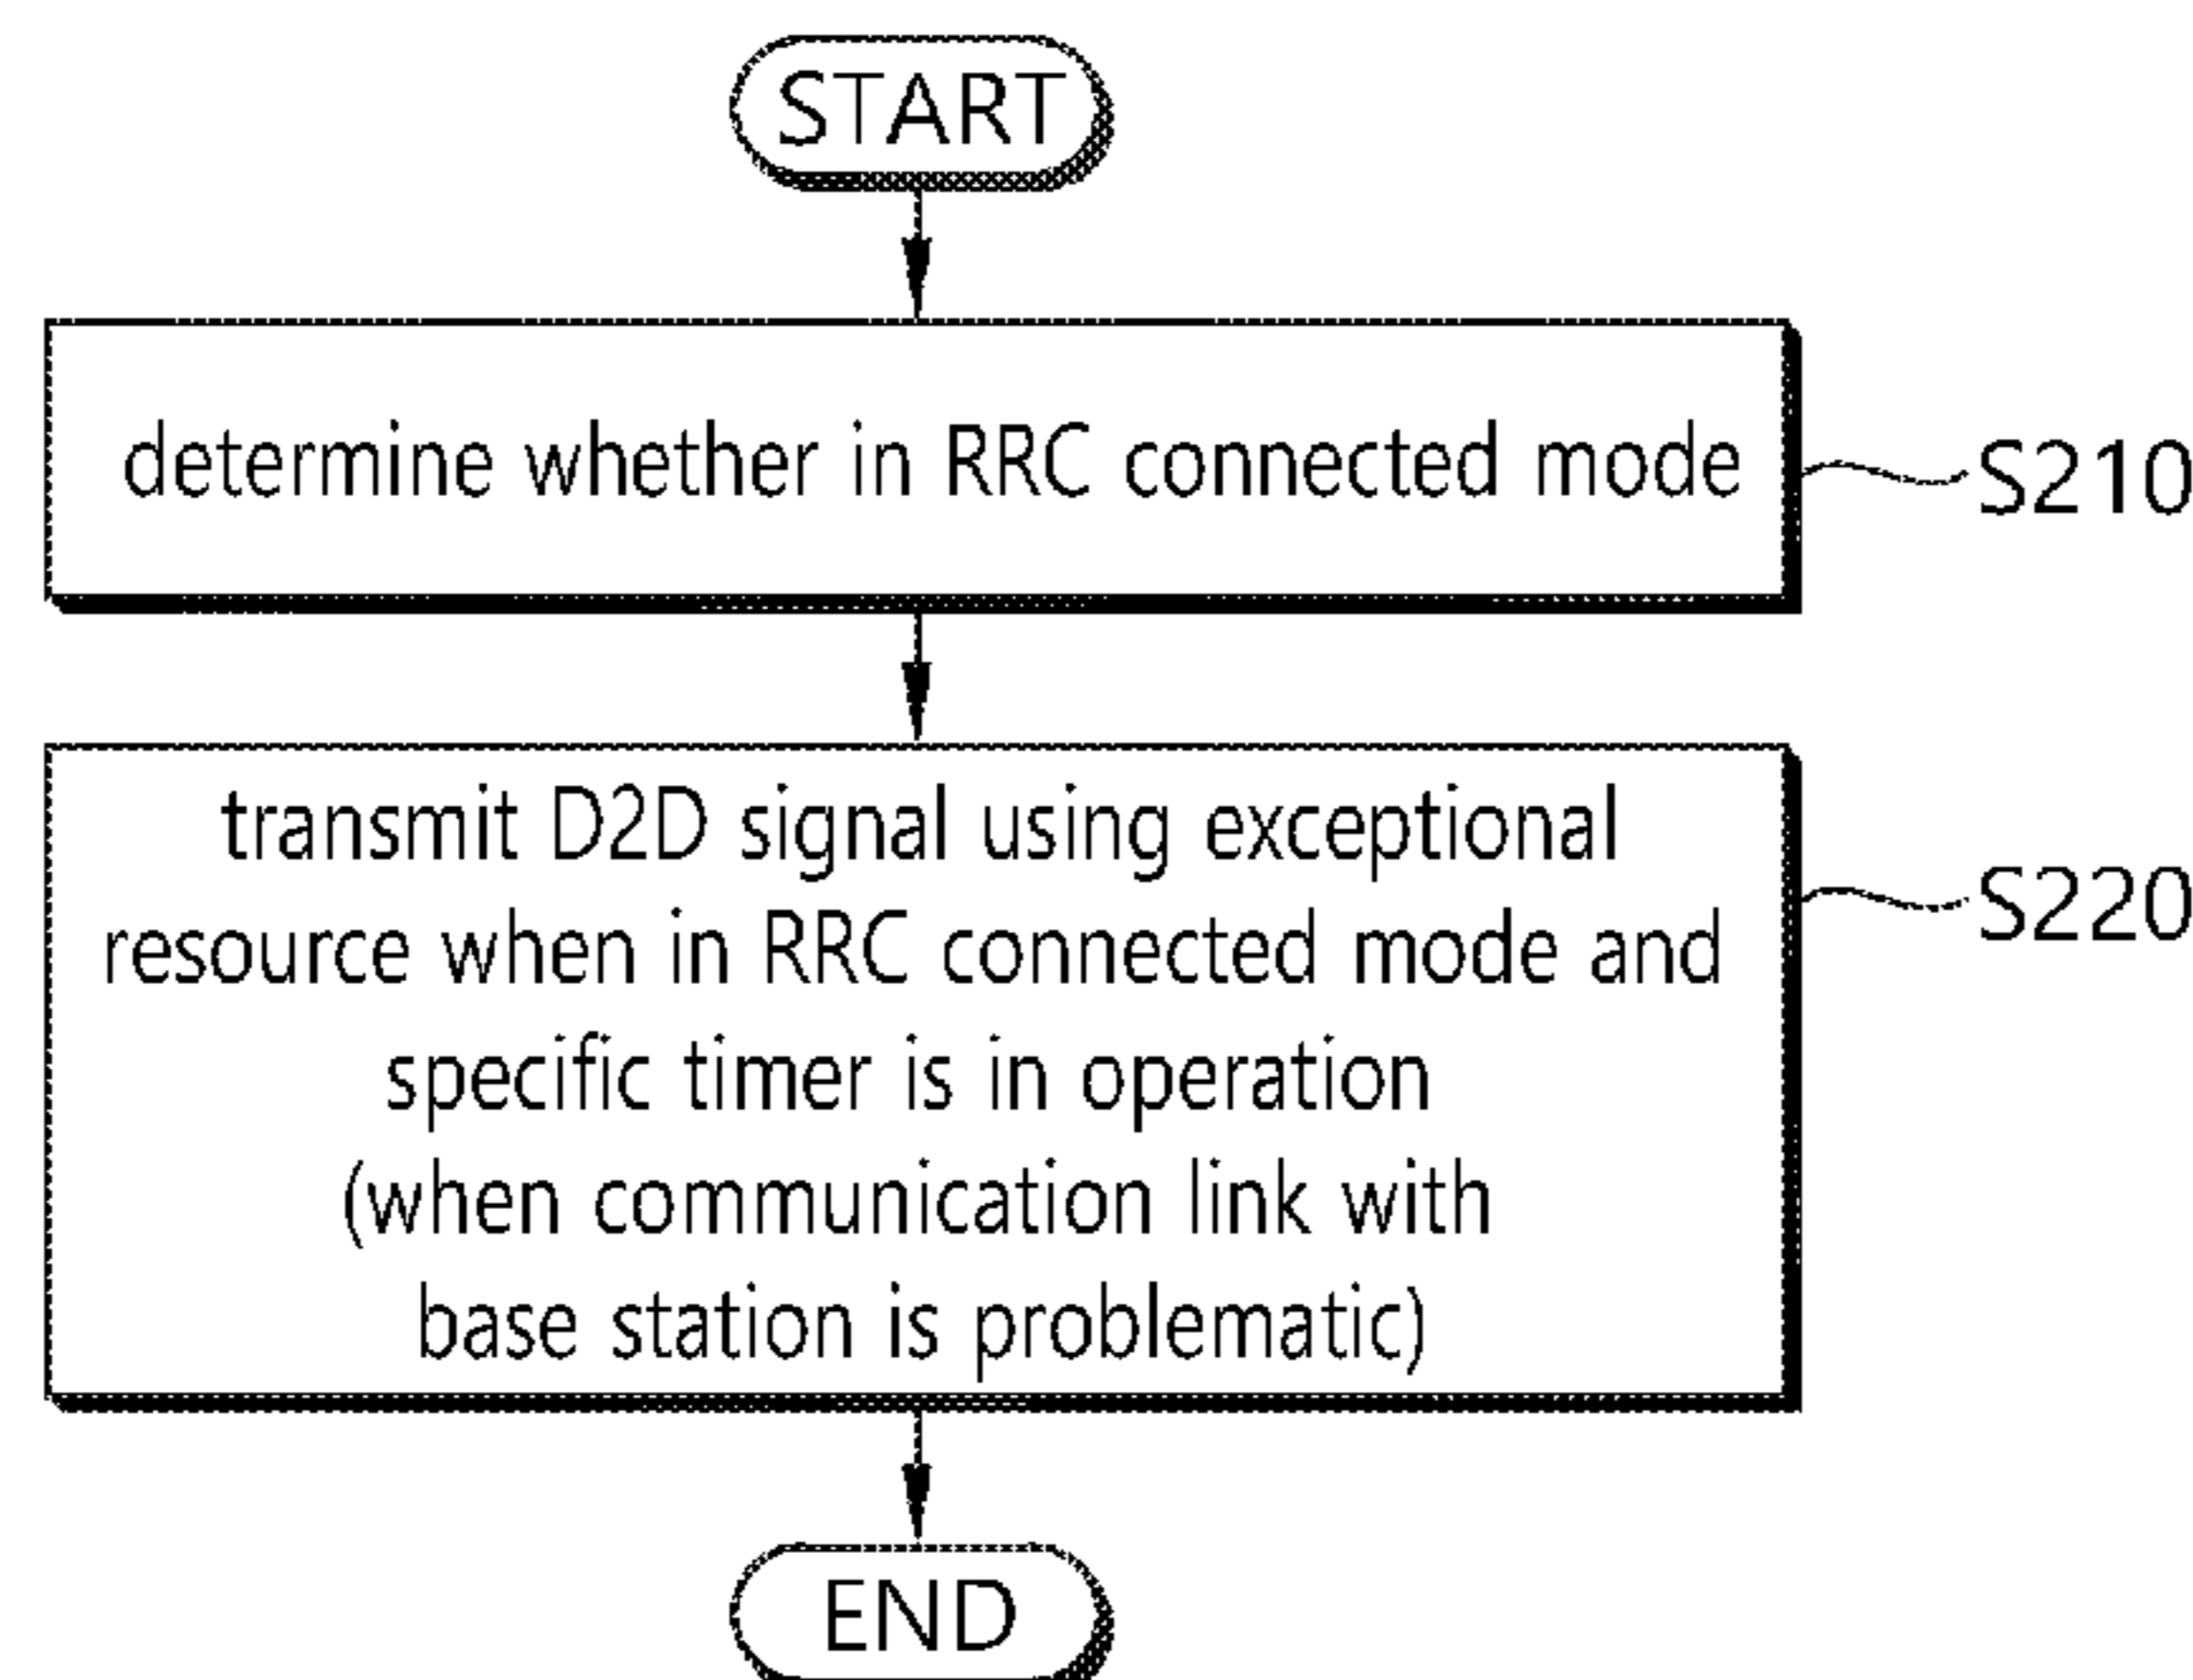 START
determine whether in RRC connected mode
S210
transmit D2D signal using exceptional
resource when in RRC connected mode and
specific timer is in operation
(when communication link with
base station is problematic)
S220
END